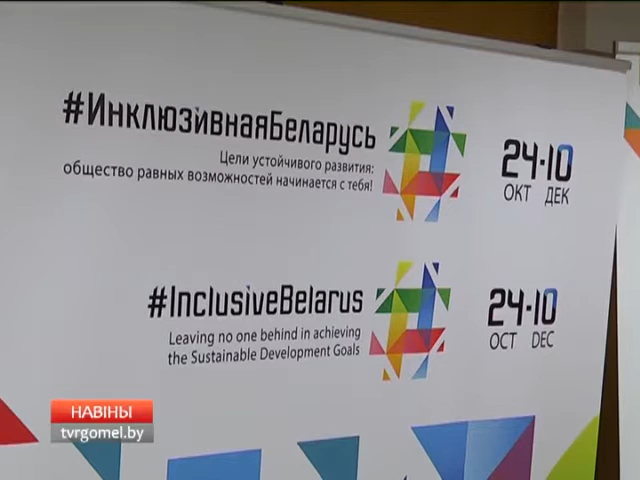 #ИнклюзивнаяБеларусь
Цели устойчивого развития:
общество равных возможностей начинается с тебя!
24-10
ОКТ ДЕК
#InclusiveBelarus
Leaving no one behind in achieving
the Sustainable Development Goals
24-10
OCT DEC
НАВІНЫ
tvrgomel.by